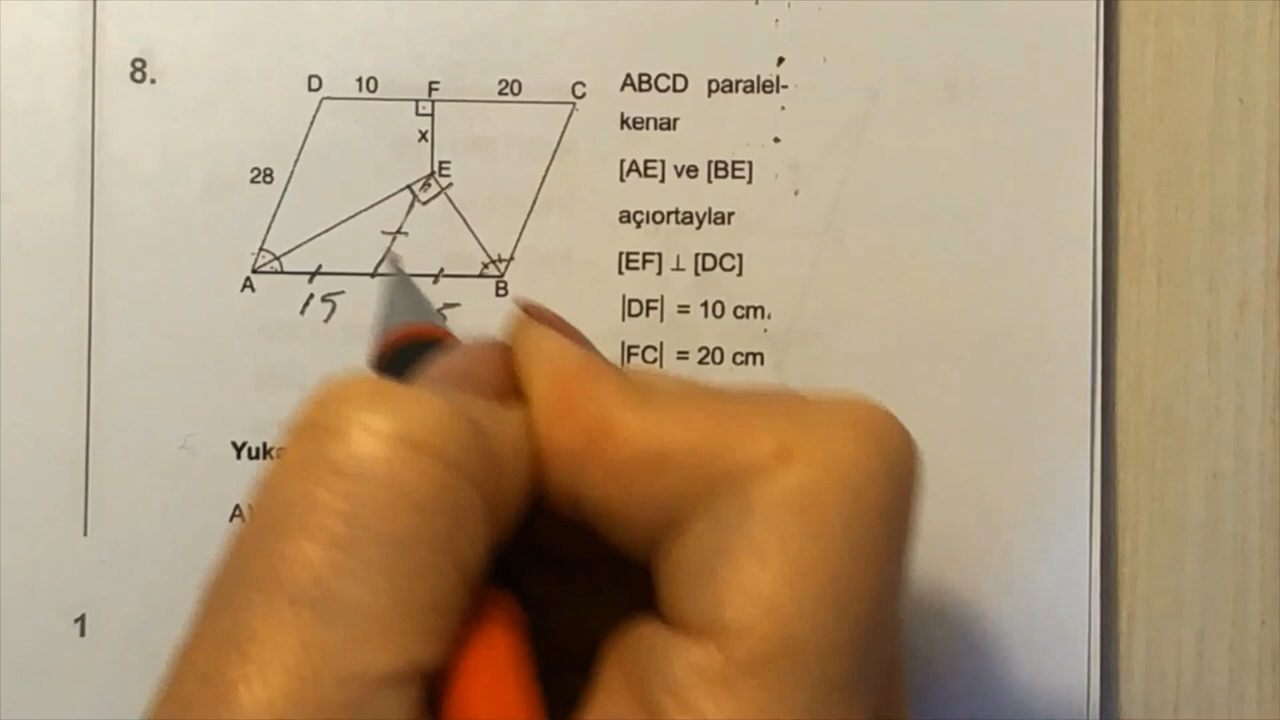 8.
D 10 F 20 C
x
28
E
A B
15
ABCD paralel-
kenar
[AE] ve [BE]
açıortaylar
[EF] ⊥ [DC]
|DF| = 10 cm.
|FC| = 20 cm
A)
1